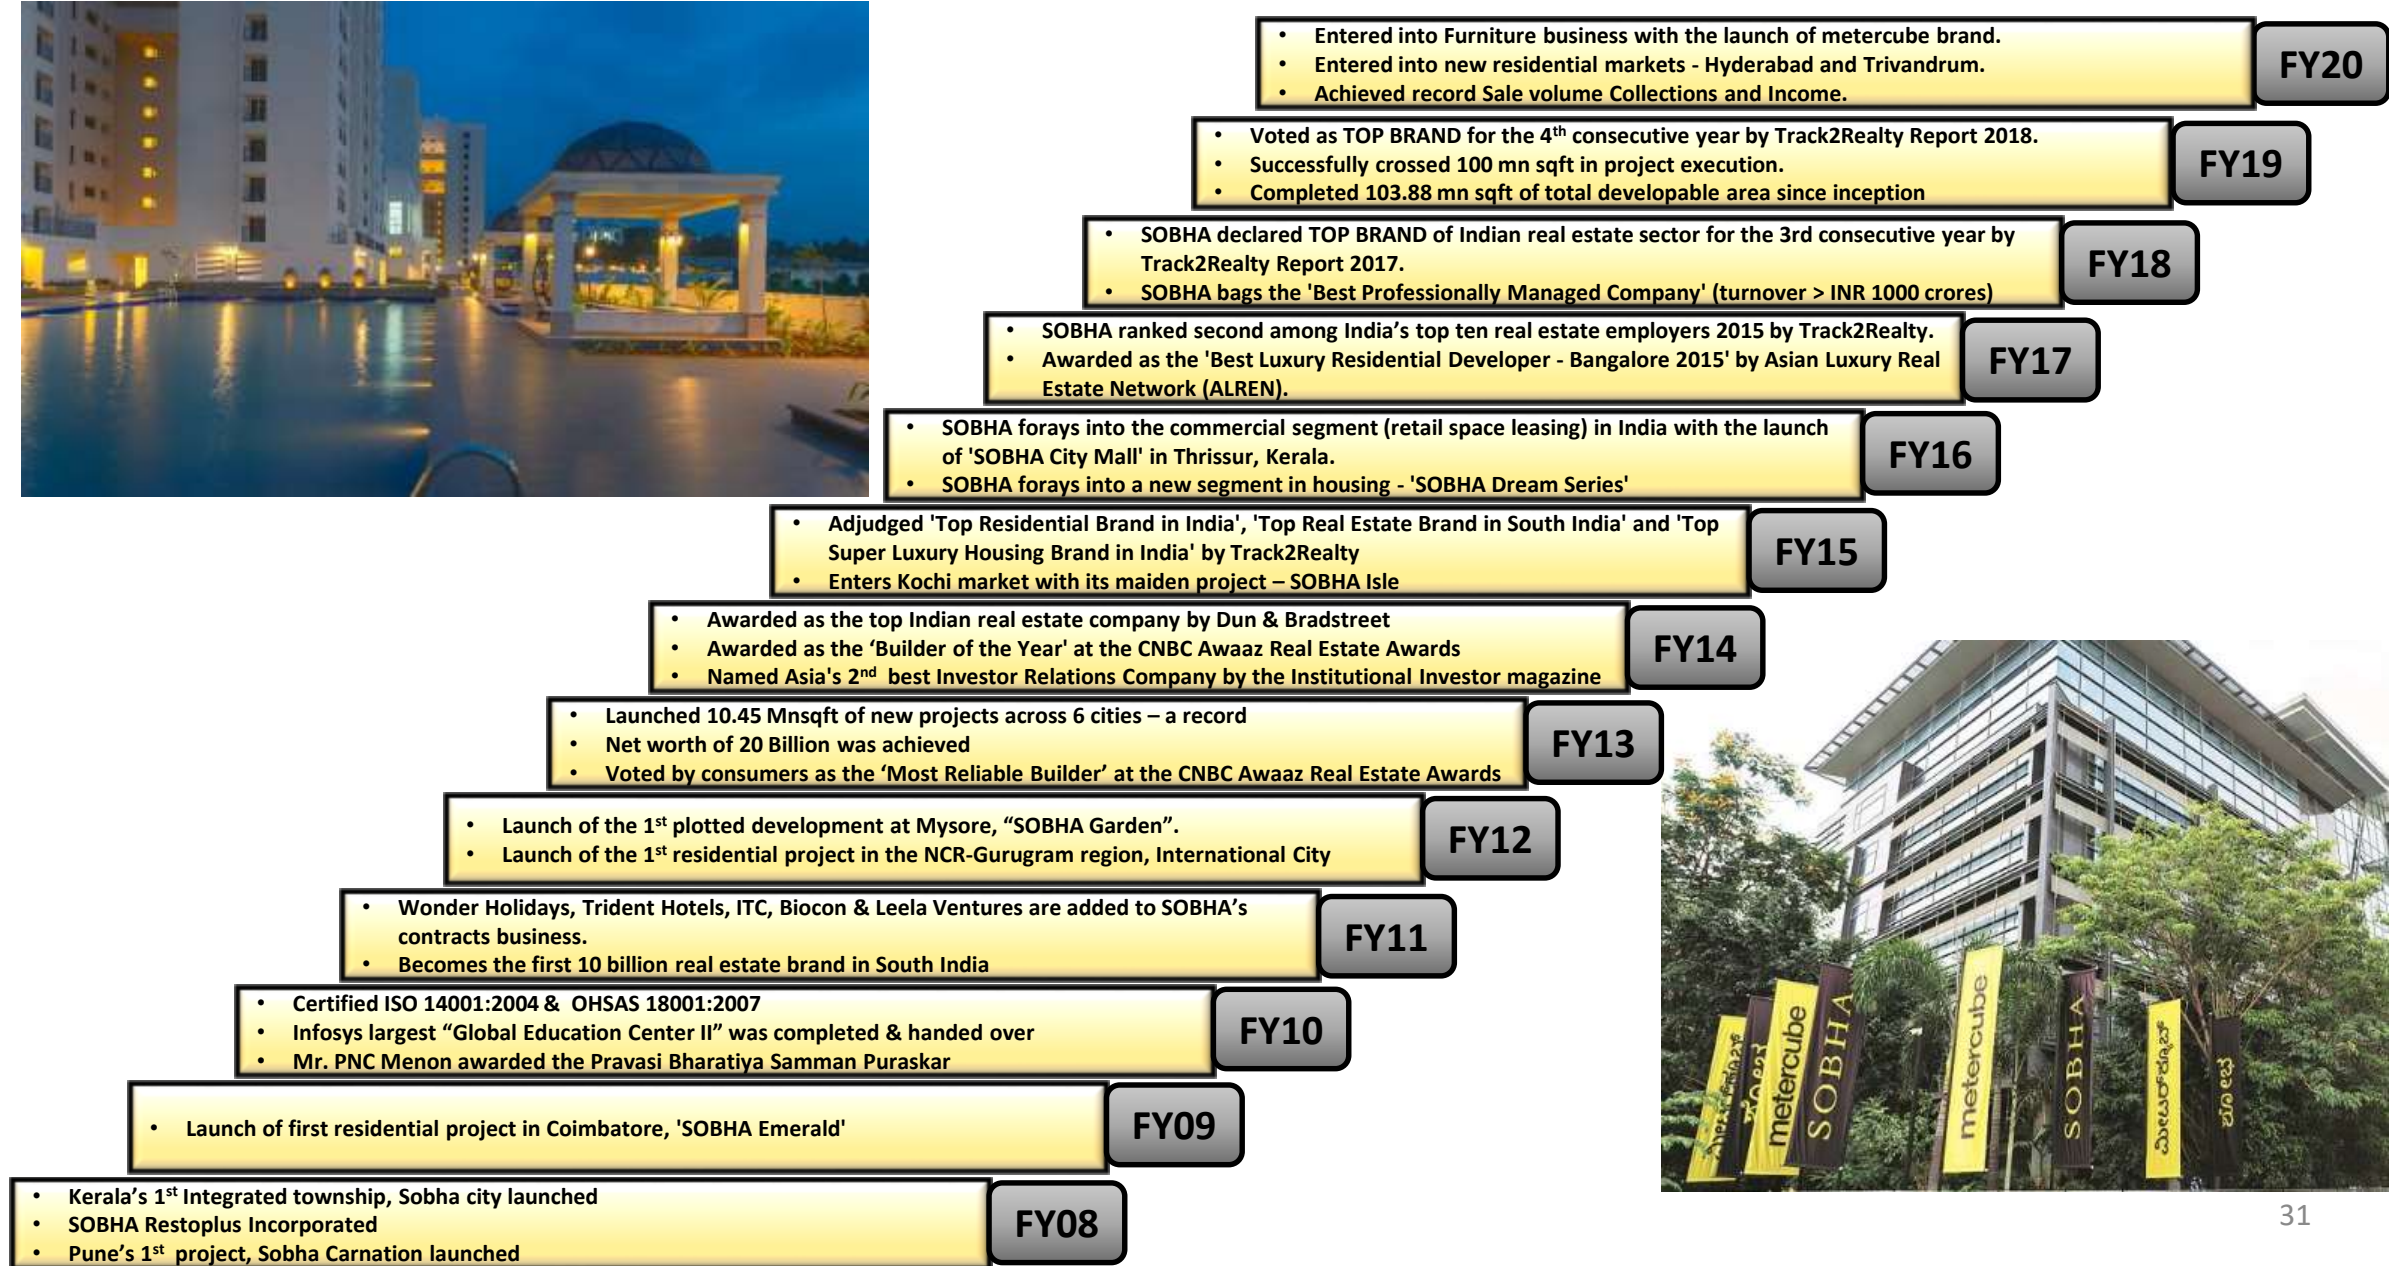 • Entered into Furniture business with the launch of metercube brand.
• Entered into new residential markets - Hyderabad and Trivandrum.
• Achieved record Sale volume Collections and Income.
FY20
• Voted as TOP BRAND for the 4th consecutive year by Track2Realty Report 2018.
• Successfully crossed 100 mn sqft in project execution.
• Completed 103.88 mn sqft of total developable area since inception
FY19
• SOBHA declared TOP BRAND of Indian real estate sector for the 3rd consecutive year by
Track2Realty Report 2017.
• SOBHA bags the 'Best Professionally Managed Company' (turnover > INR 1000 crores)
FY18
• SOBHA ranked second among India’s top ten real estate employers 2015 by Track2Realty.
• Awarded as the 'Best Luxury Residential Developer - Bangalore 2015' by Asian Luxury Real
Estate Network (ALREN).
FY17
• SOBHA forays into the commercial segment (retail space leasing) in India with the launch
of 'SOBHA City Mall' in Thrissur, Kerala.
• SOBHA forays into a new segment in housing - 'SOBHA Dream Series'
FY16
• Adjudged 'Top Residential Brand in India', 'Top Real Estate Brand in South India' and 'Top
Super Luxury Housing Brand in India' by Track2Realty
• Enters Kochi market with its maiden project – SOBHA Isle
FY15
• Awarded as the top Indian real estate company by Dun & Bradstreet
• Awarded as the ‘Builder of the Year' at the CNBC Awaaz Real Estate Awards
• Named Asia's 2nd best Investor Relations Company by the Institutional Investor magazine
FY14
• Launched 10.45 Mnsqft of new projects across 6 cities – a record
• Net worth of 20 Billion was achieved
• Voted by consumers as the ‘Most Reliable Builder’ at the CNBC Awaaz Real Estate Awards
FY13
• Launch of the 1st plotted development at Mysore, “SOBHA Garden”.
• Launch of the 1st residential project in the NCR-Gurugram region, International City
FY12
• Wonder Holidays, Trident Hotels, ITC, Biocon & Leela Ventures are added to SOBHA’s
contracts business.
• Becomes the first 10 billion real estate brand in South India
FY11
• Certified ISO 14001:2004 & OHSAS 18001:2007
• Infosys largest “Global Education Center II” was completed & handed over
• Mr. PNC Menon awarded the Pravasi Bharatiya Samman Puraskar
FY10
• Launch of first residential project in Coimbatore, 'SOBHA Emerald'
FY09
• Kerala’s 1st Integrated township, Sobha city launched
• SOBHA Restoplus Incorporated
• Pune’s 1st project, Sobha Carnation launched
FY08
metercube
SOBHA
metercube
SOBHA
31